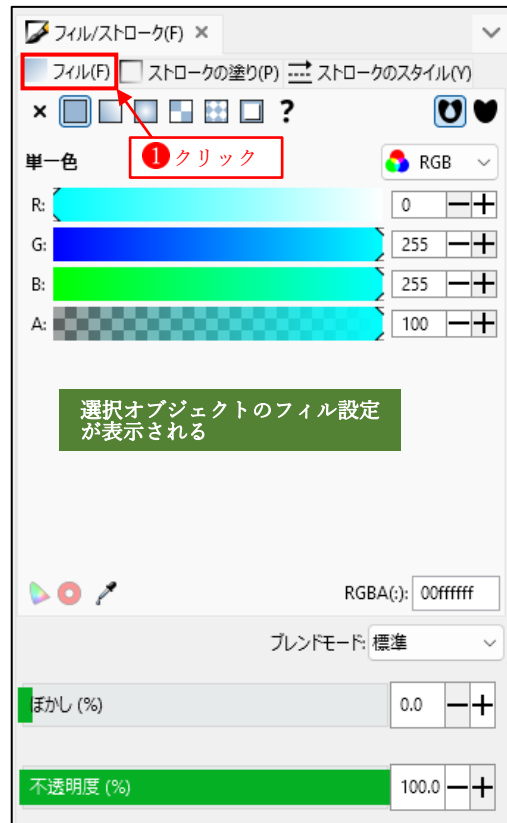 フィル/ストローク(F) ×
フィル(F) ストロークの塗り(P) ストロークのスタイル(Y)
× ?
❶クリック
単一色 RGB
R: 0
G: 255
B: 255
A: 100
選択オブジェクトのフィル設定
が表示される
RGBA(:): 00ffffff
ブレンドモード: 標準
ぼかし (%) 0.0
不透明度 (%) 100.0